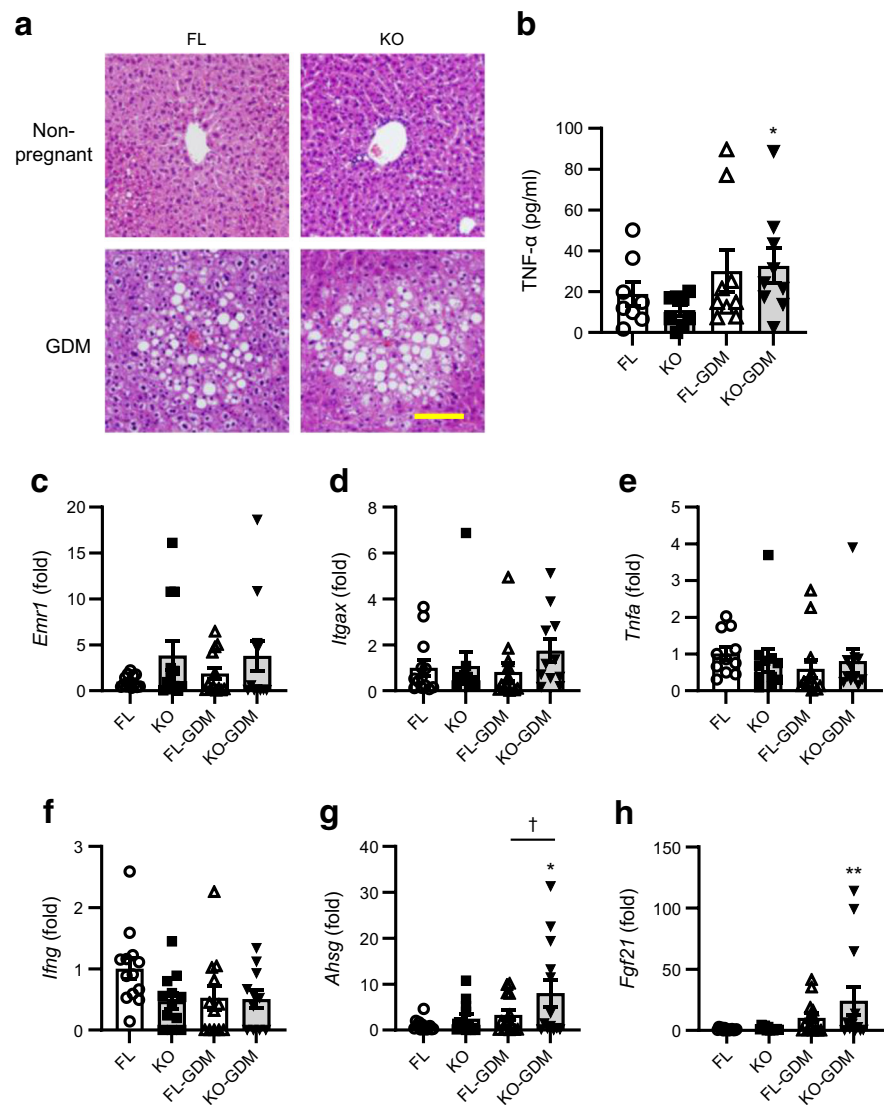 a
FL
KO
Non-
pregnant
GDM
b
TNF-α (pg/ml)
100
80
60
40
20
0
*
FL
KO
FL-GDM
KO-GDM
c
Emr1 (fold)
20
15
10
5
0
FL
KO
FL-GDM
KO-GDM
d
Itgax (fold)
8
6
4
2
0
FL
KO
FL-GDM
KO-GDM
e
Tnfa (fold)
5
4
3
2
1
0
FL
KO
FL-GDM
KO-GDM
f
Ifng (fold)
3
2
1
0
FL
KO
FL-GDM
KO-GDM
g
Ahsg (fold)
40
30
20
10
0
†
*
FL
KO
FL-GDM
KO-GDM
h
Fgf21 (fold)
150
100
50
0
**
FL
KO
FL-GDM
KO-GDM